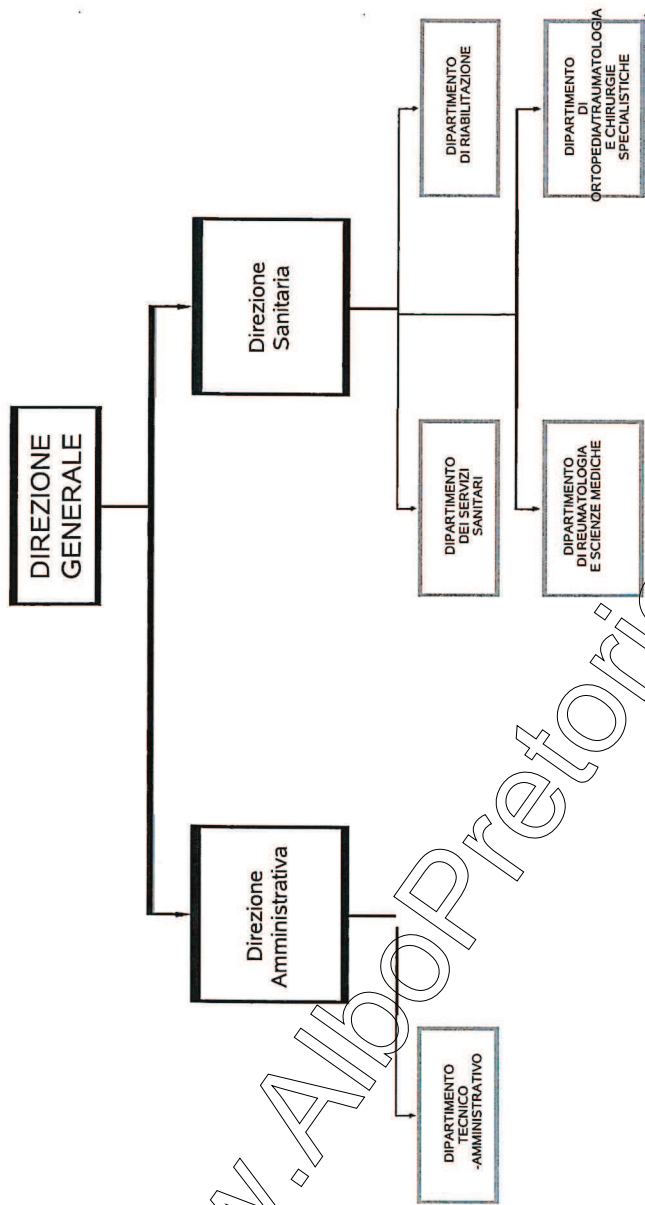 DIREZIONE
GENERALE
Direzione
Amministrativa
Direzione
Sanitaria
DIPARTIMENTO
TECNICO
-AMMINISTRATIVO
DIPARTIMENTO
DEI SERVIZI
SANITARI
DIPARTIMENTO
DI RIABILITAZIONE
DIPARTIMENTO
DI REUMATOLOGIA
E SCIENZE MEDICHE
DIPARTIMENTO
DI
ORTOPEDIA/TRAUMATOLOGIA
E CHIRURGIE
SPECIALISTICHE
w.AlboPretorio